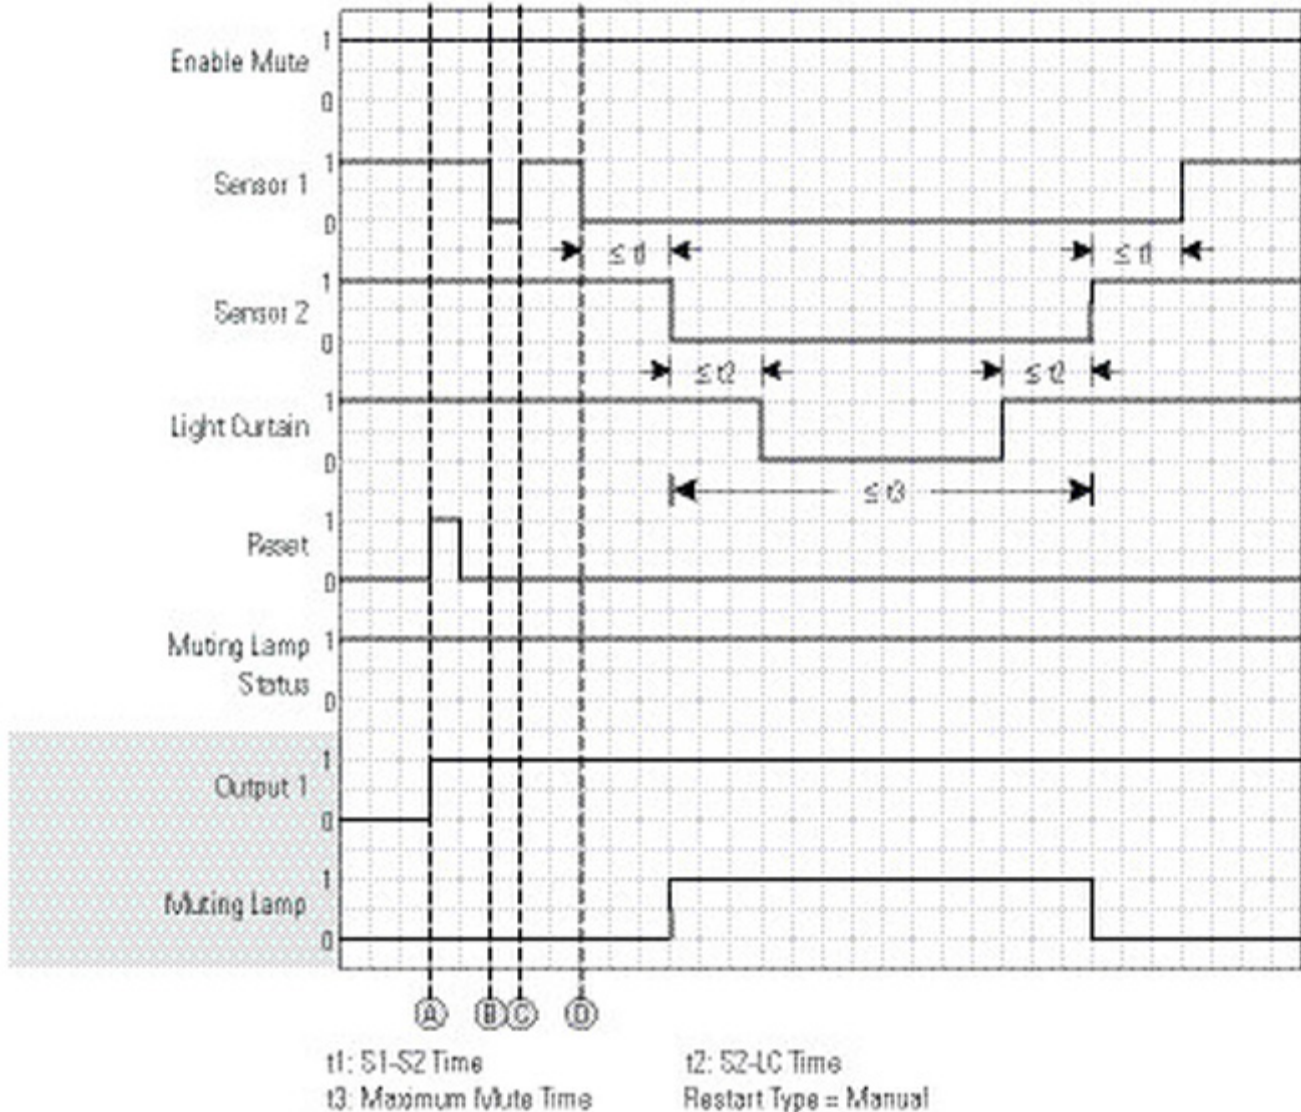 Enable Mute
1
0
Sensor 1
1
0
≤ t1
≤ t1
Sensor 2
1
0
≤ t2
≤ t2
Light Curtain
1
0
≤ t3
Reset
1
0
Muting Lamp
Status
1
0
Output 1
1
0
Muting Lamp
1
0
A B C D
t1: S1-S2 Time
t2: S2-LC Time
t3: Maximum Mute Time
Restart Type = Manual